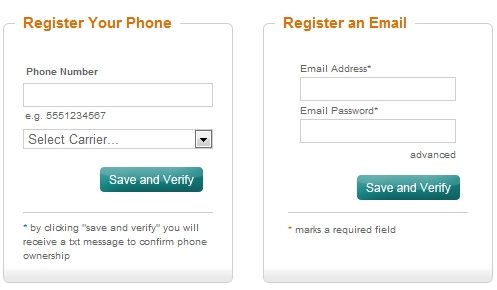 Register Your Phone
Phone Number
e.g. 5551234567
Select Carrier...
Save and Verify
* by clicking "save and verify" you will
receive a txt message to confirm phone
ownership
Register an Email
Email Address*
Email Password*
advanced
Save and Verify
* marks a required field